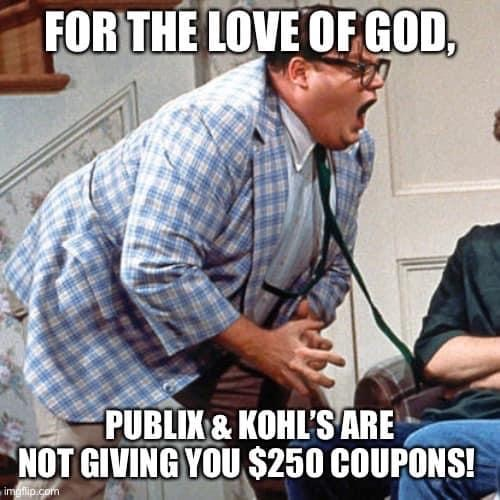 FOR THE LOVE OF GOD,
PUBLIX & KOHL'S ARE
NOT GIVING YOU $250 COUPONS!
imgflip.com